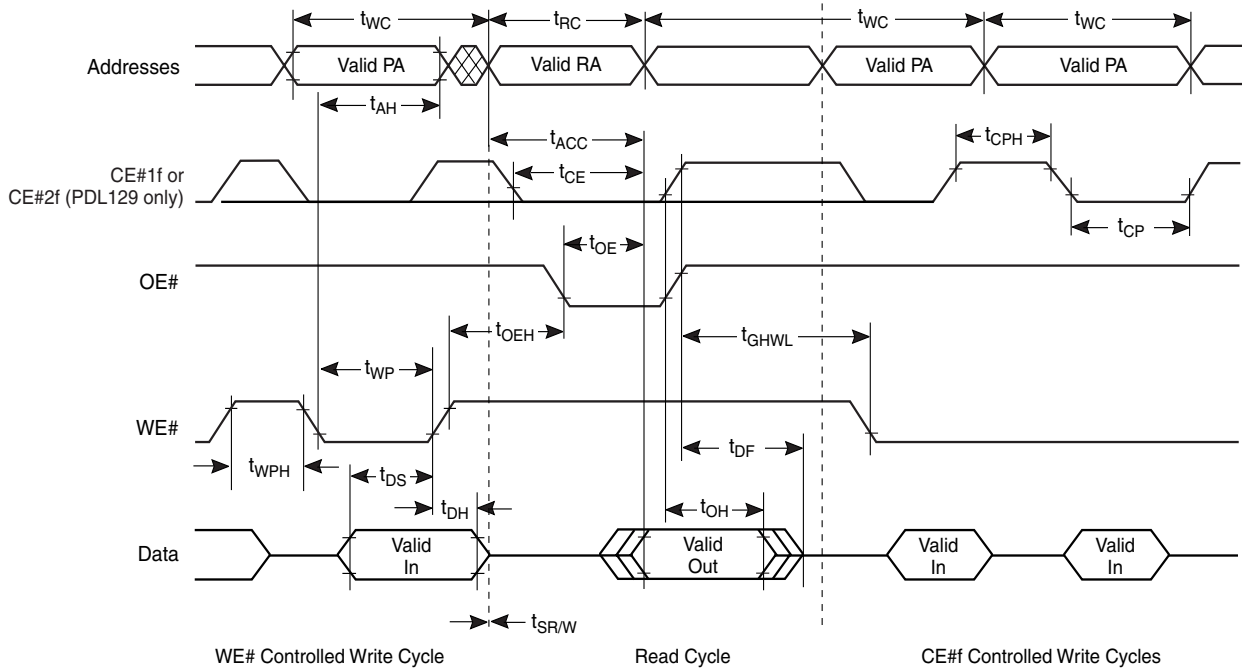 tWC
tRC
tWC
tWC
Addresses
Valid PA
Valid RA
Valid PA
Valid PA
tAH
tACC
tCPH
CE#1f or
CE#2f (PDL129 only)
tCE
tCP
tOE
OE#
tOEH
tGHWL
tWP
WE#
tDF
tWPH
tDS
tDH
tOH
Data
Valid
In
Valid
Out
Valid
In
Valid
In
tSR/W
WE# Controlled Write Cycle
Read Cycle
CE#f Controlled Write Cycles